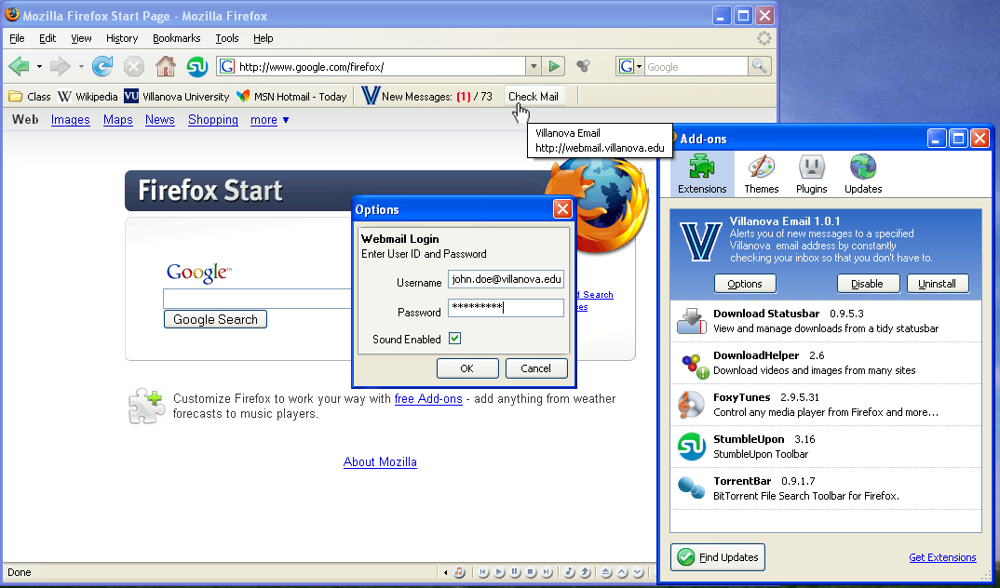 Mozilla Firefox Start Page - Mozilla Firefox
File Edit View History Bookmarks Tools Help
G http://www.google.com/firefox/ G Google
Class W Wikipedia VU Villanova University MSN Hotmail - Today V New Messages: (1) / 73 Check Mail
Web Images Maps News Shopping more ▼
Villanova Email
http://webmail.villanova.edu
Firefox Start
Google™
Google Search
d Search
es
Customize Firefox to work your way with free Add-ons - add anything from weather
forecasts to music players.
About Mozilla
Done
Options
Webmail Login
Enter User ID and Password
Username john.doe@villanova.edu
Password *********
Sound Enabled
OK Cancel
Add-ons
Extensions Themes Plugins Updates
Villanova Email 1.0.1
Alerts you of new messages to a specified
Villanova email address by constantly
checking your inbox so that you don't have to.
Options Disable Uninstall
Download Statusbar 0.9.5.3
View and manage downloads from a tidy statusbar
DownloadHelper 2.6
Download videos and images from many sites
FoxyTunes 2.9.5.31
Control any media player from Firefox and more...
StumbleUpon 3.16
StumbleUpon Toolbar
TorrentBar 0.9.1.7
BitTorrent File Search Toolbar for Firefox.
Find Updates Get Extensions